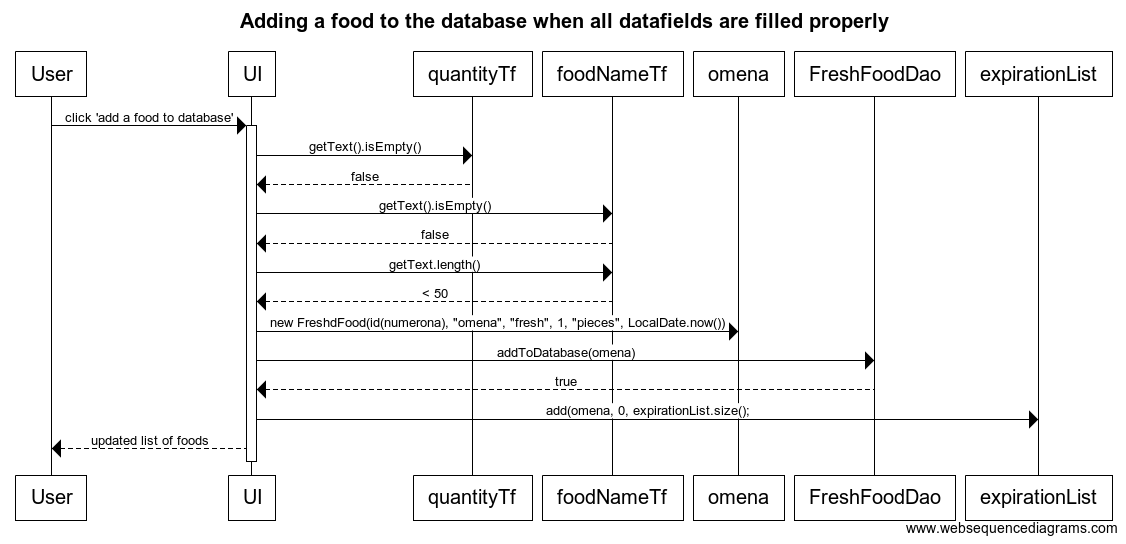 Adding a food to the database when all datafields are filled properly
User UI quantityTf foodNameTf omena FreshFoodDao expirationList
click 'add a food to database'
getText().isEmpty()
false
getText().isEmpty()
false
getText.length()
< 50
new FreshdFood(id(numerona), "omena", "fresh", 1, "pieces", LocalDate.now())
addToDatabase(omena)
true
add(omena, 0, expirationList.size();
updated list of foods
User UI quantityTf foodNameTf omena FreshFoodDao expirationList
www.websequencediagrams.com